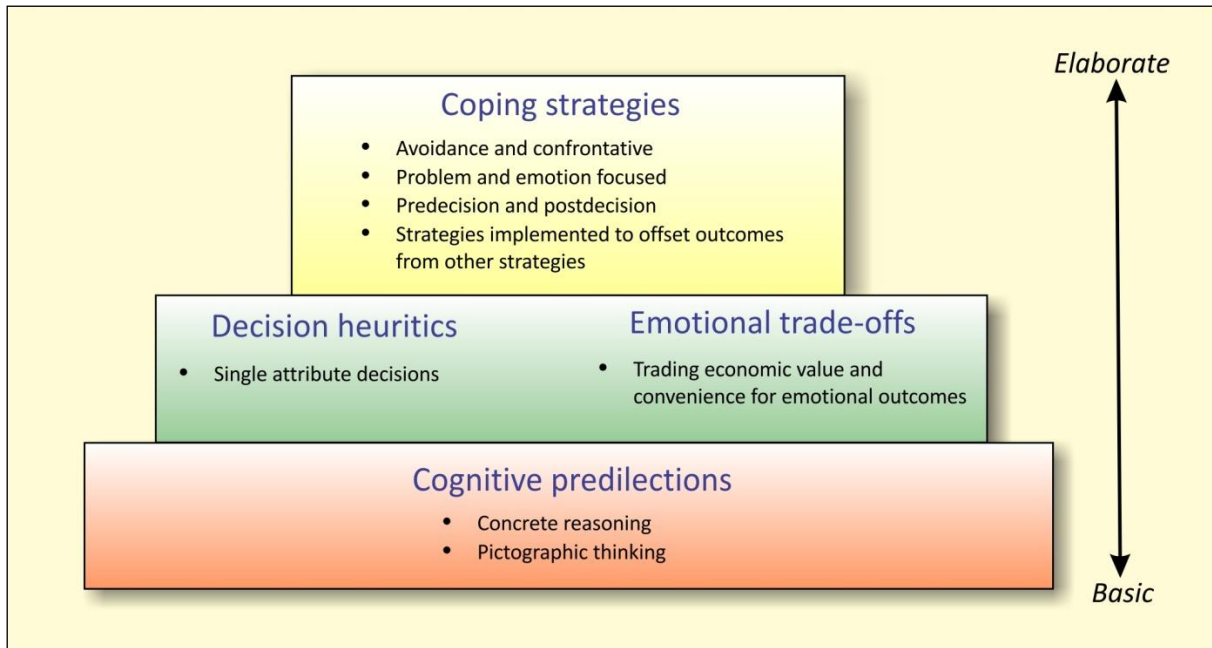 Elaborate
Coping strategies
• Avoidance and confrontative
• Problem and emotion focused
• Predecision and postdecision
• Strategies implemented to offset outcomes
from other strategies
Decision heuritics
• Single attribute decisions
Emotional trade-offs
• Trading economic value and
convenience for emotional outcomes
Cognitive predilections
• Concrete reasoning
• Pictographic thinking
Basic